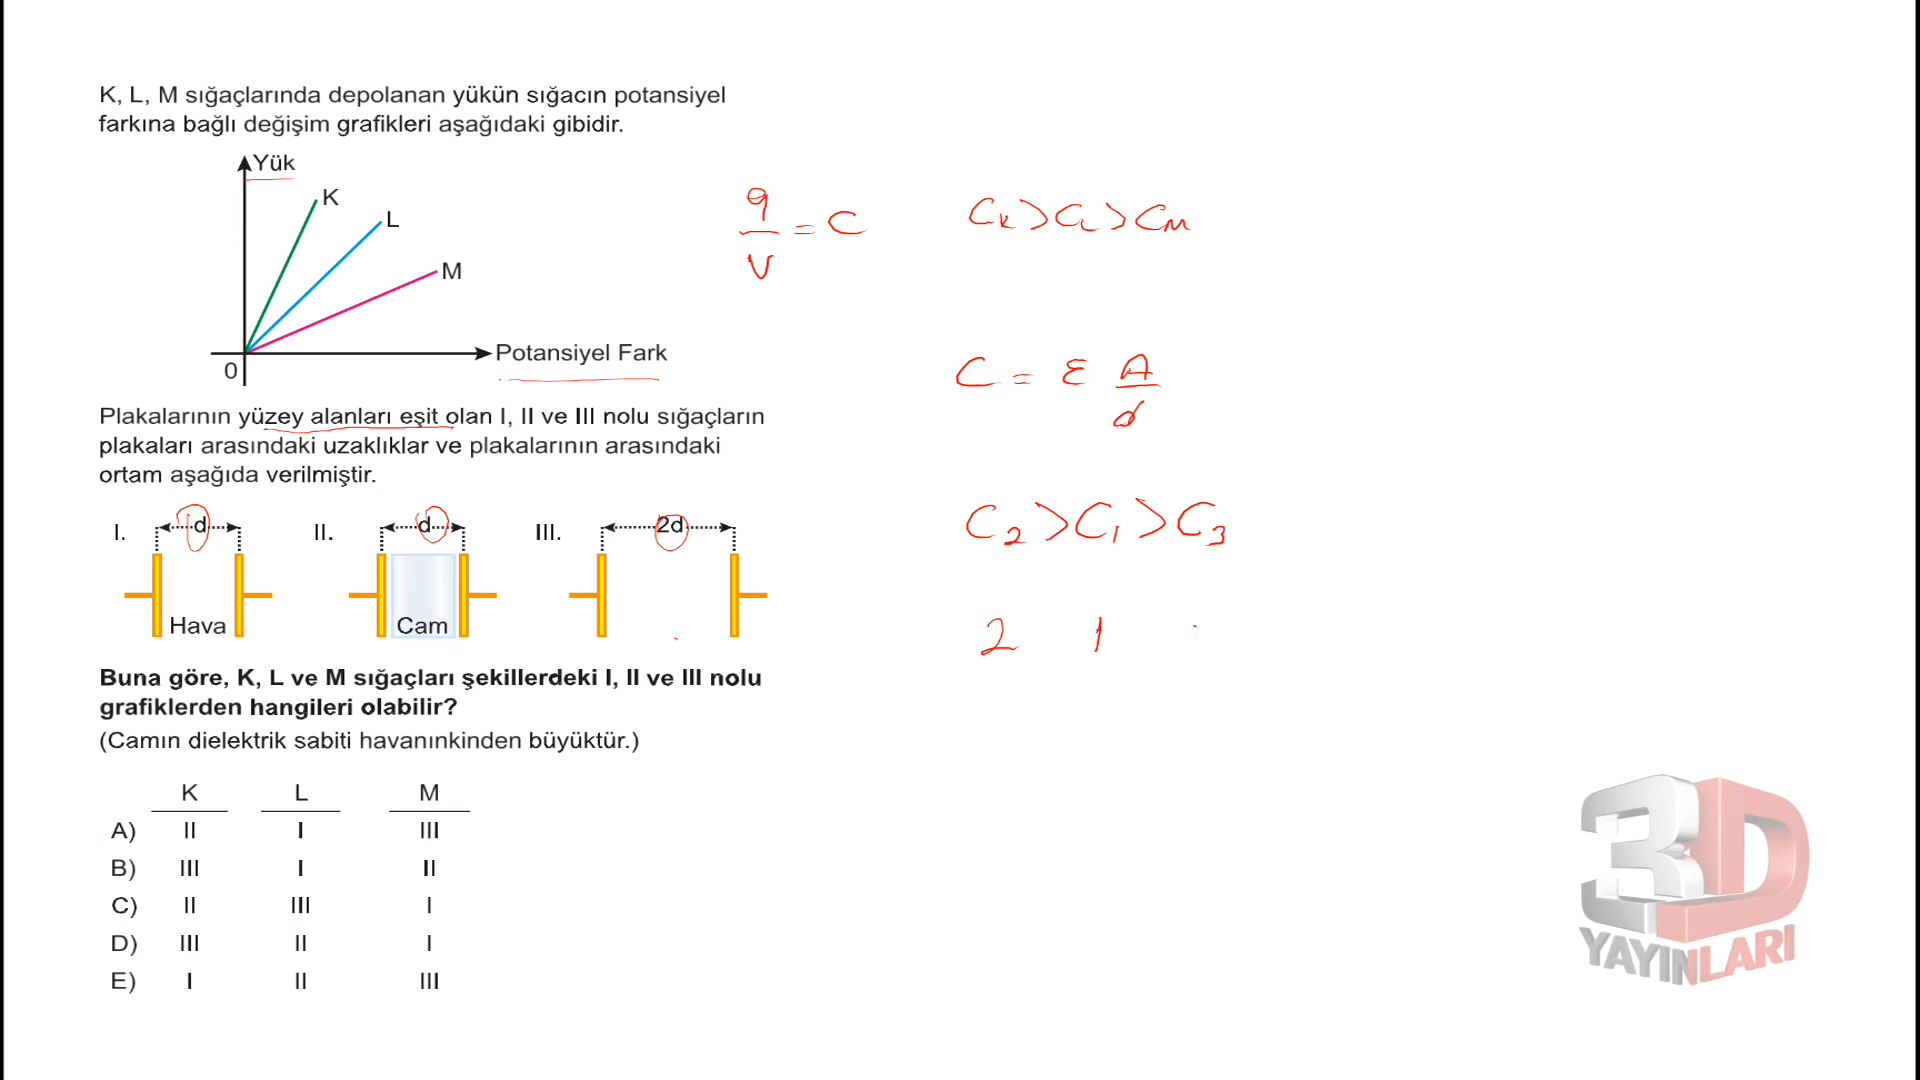 K, L, M sığaçlarında depolanan yükün sığacın potansiyel
farkına bağlı değişim grafikleri aşağıdaki gibidir.
Yük
K
L
M
Potansiyel Fark
0
q/V = C
C_K > C_L > C_M
C = ε A/d
Plakalarının yüzey alanları eşit olan I, II ve III nolu sığaçların
plakaları arasındaki uzaklıklar ve plakalarının arasındaki
ortam aşağıda verilmiştir.
I. d II. d III. 2d
Hava Cam
C2 > C1 > C3
2 1
Buna göre, K, L ve M sığaçları şekillerdeki I, II ve III nolu
grafiklerden hangileri olabilir?
(Camın dielektrik sabiti havanınkinden büyüktür.)
K L M
A) II I III
B) III I II
C) II III I
D) III II I
E) I II III
3D
YAYINLARI